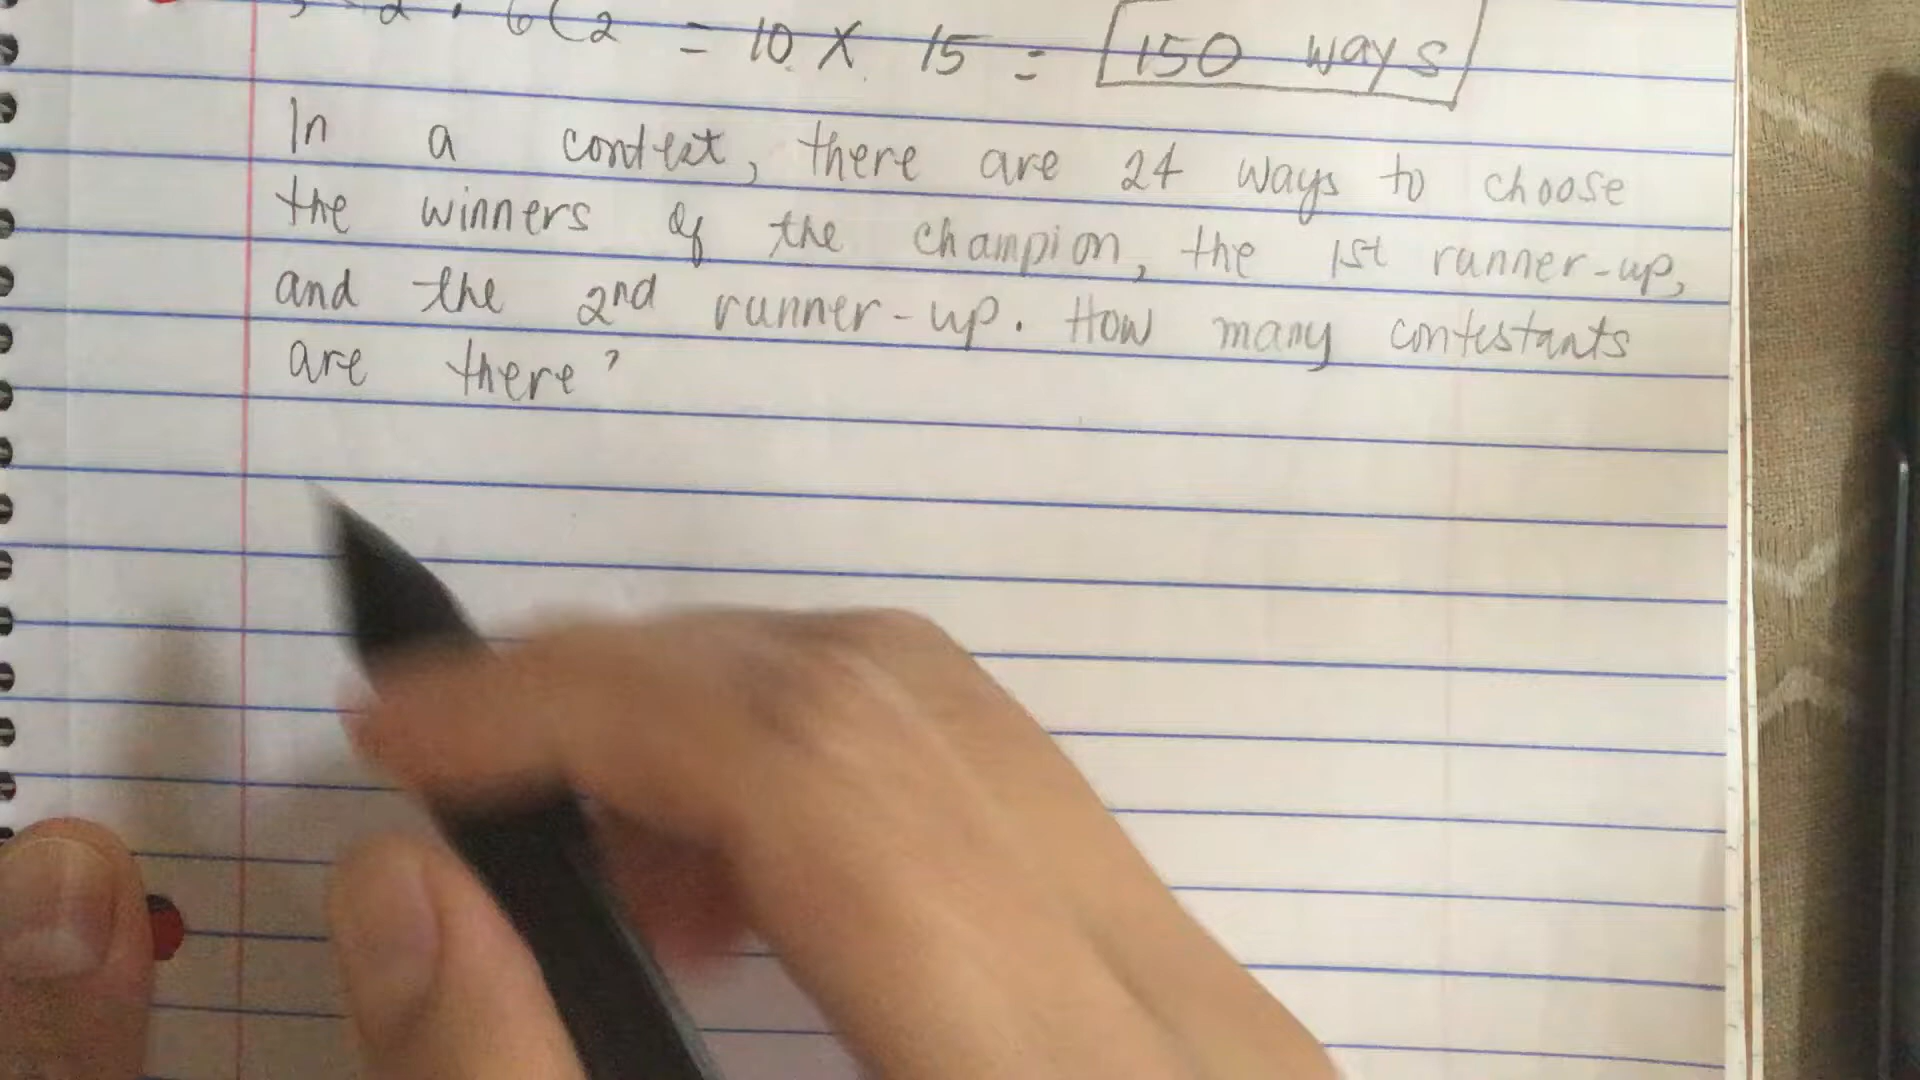 6C2 = 10 X 15 = 150 ways
In a contest, there are 24 ways to choose
the winners of the champion, the 1st runner-up,
and the 2nd runner-up. How many contestants
are there?